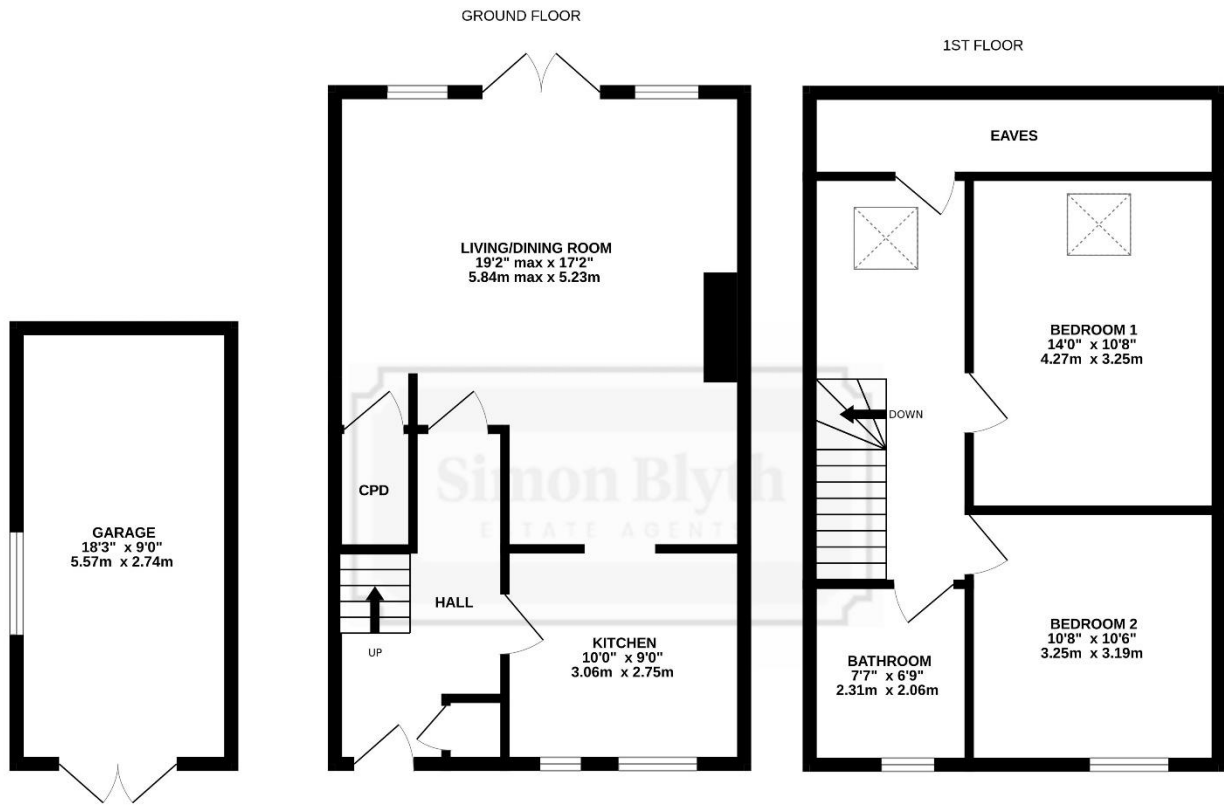 GROUND FLOOR
1ST FLOOR
EAVES
LIVING/DINING ROOM
19'2" max x 17'2"
5.84m max x 5.23m
BEDROOM 1
14'0" x 10'8"
4.27m x 3.25m
DOWN
CPD
Simon Blyth
ESTATE AGENTS
GARAGE
18'3" x 9'0"
5.57m x 2.74m
HALL
UP
KITCHEN
10'0" x 9'0"
3.06m x 2.75m
BEDROOM 2
10'8" x 10'6"
3.25m x 3.19m
BATHROOM
7'7" x 6'9"
2.31m x 2.06m